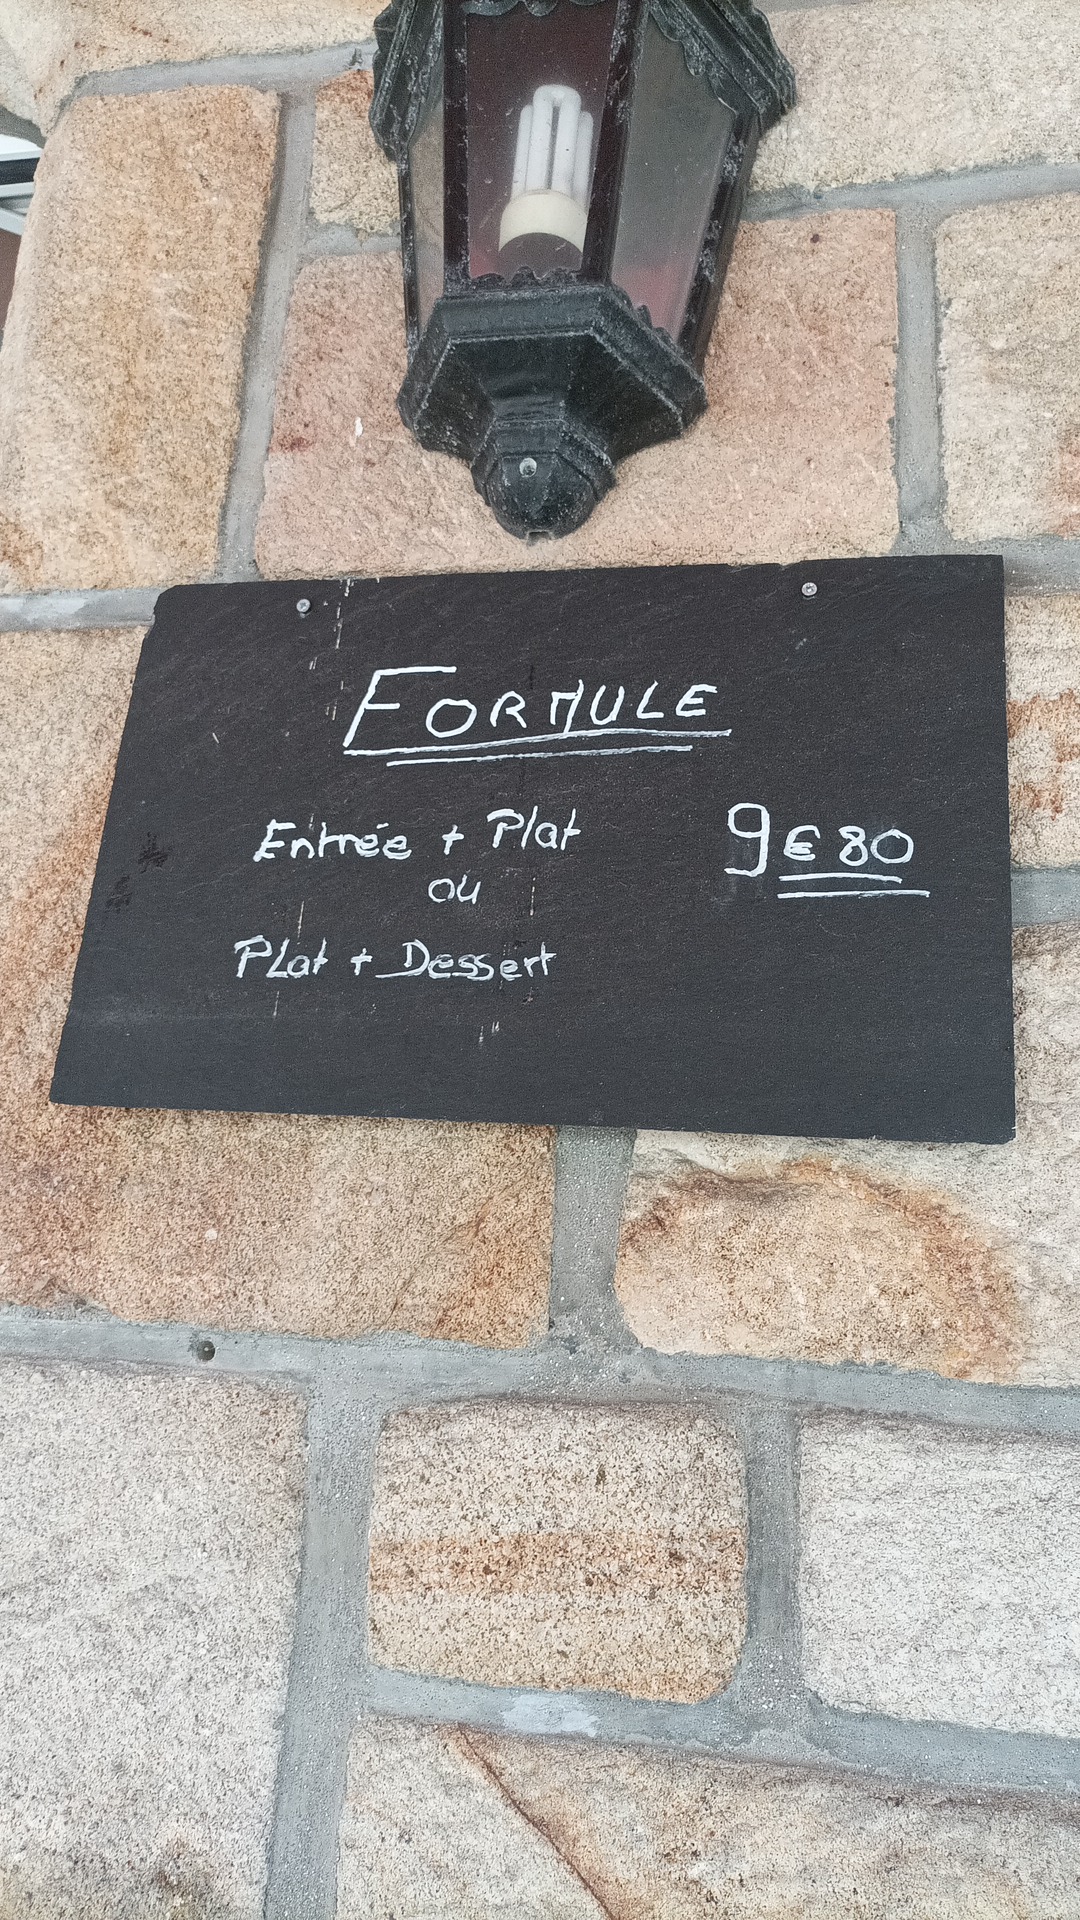 FORMULE
Entrée + Plat 9€80
ou
Plat + Dessert